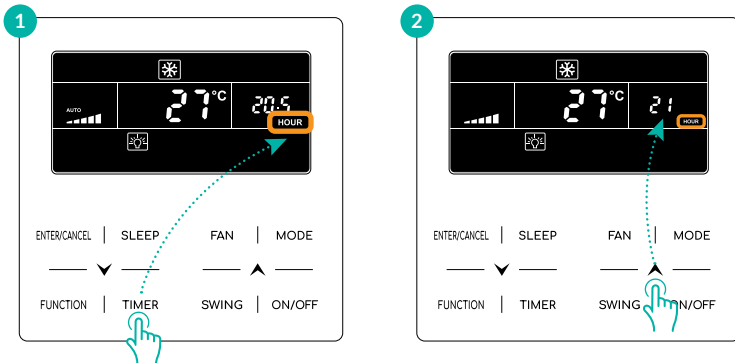 1
AUTO
27°C
20.5
HOUR
ENTER/CANCEL SLEEP FAN MODE
FUNCTION TIMER SWING ON/OFF
2
27°C
21
HOUR
ENTER/CANCEL SLEEP FAN MODE
FUNCTION TIMER SWING ON/OFF